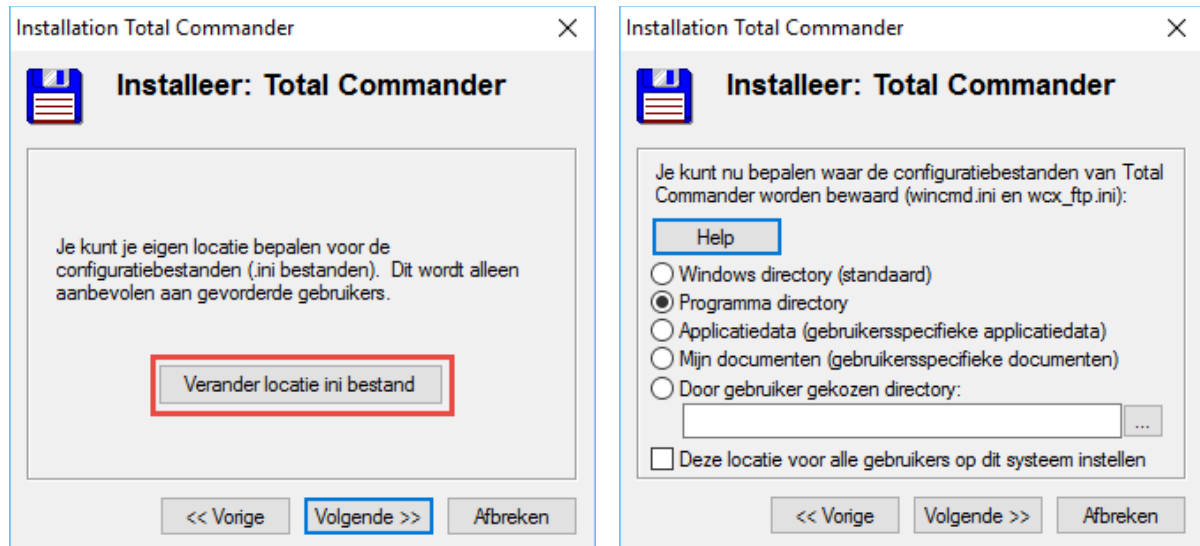 Installation Total Commander
Installeer: Total Commander
Je kunt je eigen locatie bepalen voor de
configuratiebestanden (.ini bestanden). Dit wordt alleen
aanbevolen aan gevorderde gebruikers.
Verander locatie ini bestand
<< Vorige
Volgende >>
Afbreken
Installation Total Commander
Installeer: Total Commander
Je kunt nu bepalen waar de configuratiebestanden van Total
Commander worden bewaard (wincmd.ini en wcx_ftp.ini):
Help
Windows directory (standaard)
Programma directory
Applicatiedata (gebruikersspecifieke applicatiedata)
Mijn documenten (gebruikersspecifieke documenten)
Door gebruiker gekozen directory:
...
Deze locatie voor alle gebruikers op dit systeem instellen
<< Vorige
Volgende >>
Afbreken